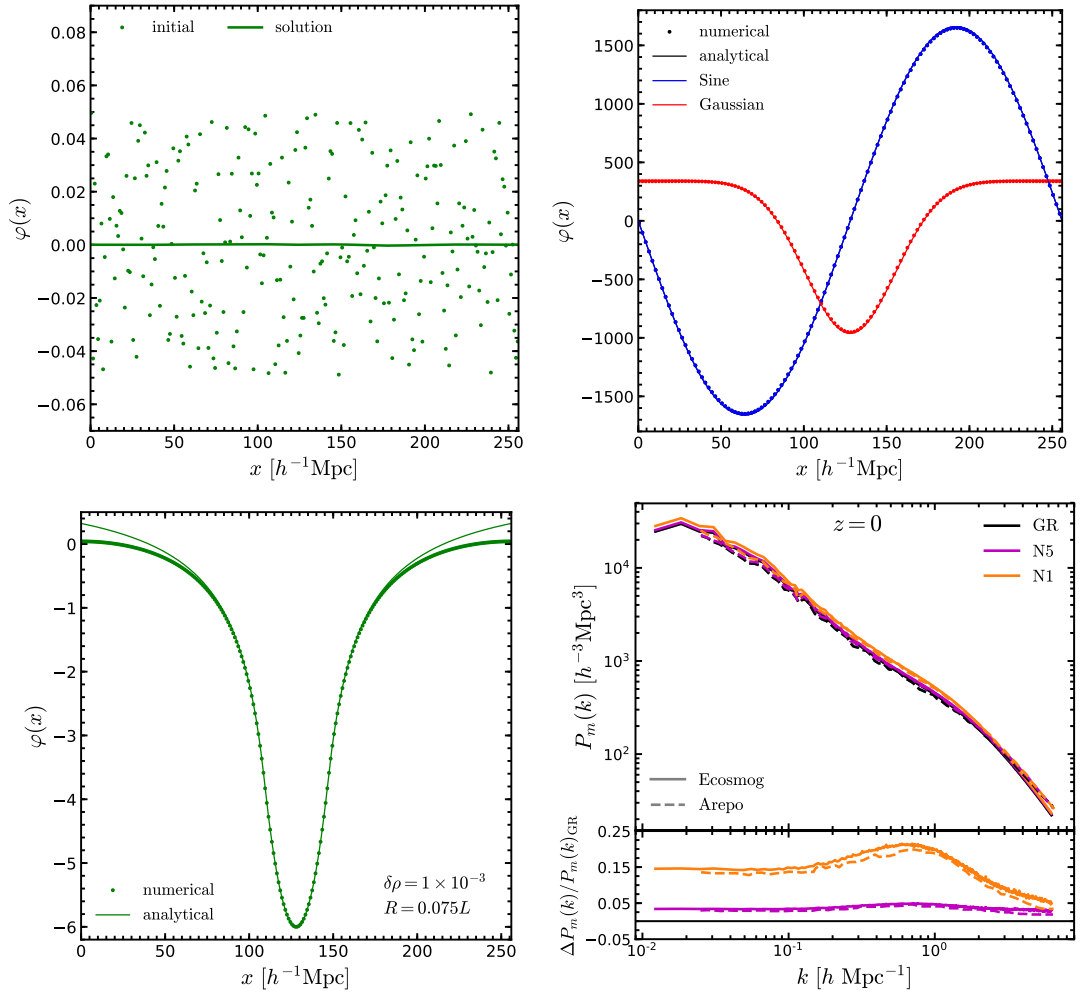 initial solution
0.08
0.06
0.04
0.02
0.00
−0.02
−0.04
−0.06
φ(x)
0 50 100 150 200 250
x [h⁻¹Mpc]
numerical
analytical
Sine
Gaussian
1500
1000
500
0
−500
−1000
−1500
φ(x)
0 50 100 150 200 250
x [h⁻¹Mpc]
0
−1
−2
−3
−4
−5
−6
φ(x)
numerical
analytical
δρ = 1 × 10⁻³
R = 0.075L
0 50 100 150 200 250
x [h⁻¹Mpc]
z = 0
GR
N5
N1
10⁴
10³
10²
P_m(k) [h⁻³Mpc³]
Ecosmog
Arepo
0.25
0.15
0.05
−0.05
ΔP_m(k)/P_m(k)_GR
10⁻² 10⁻¹ 10⁰
k [h Mpc⁻¹]